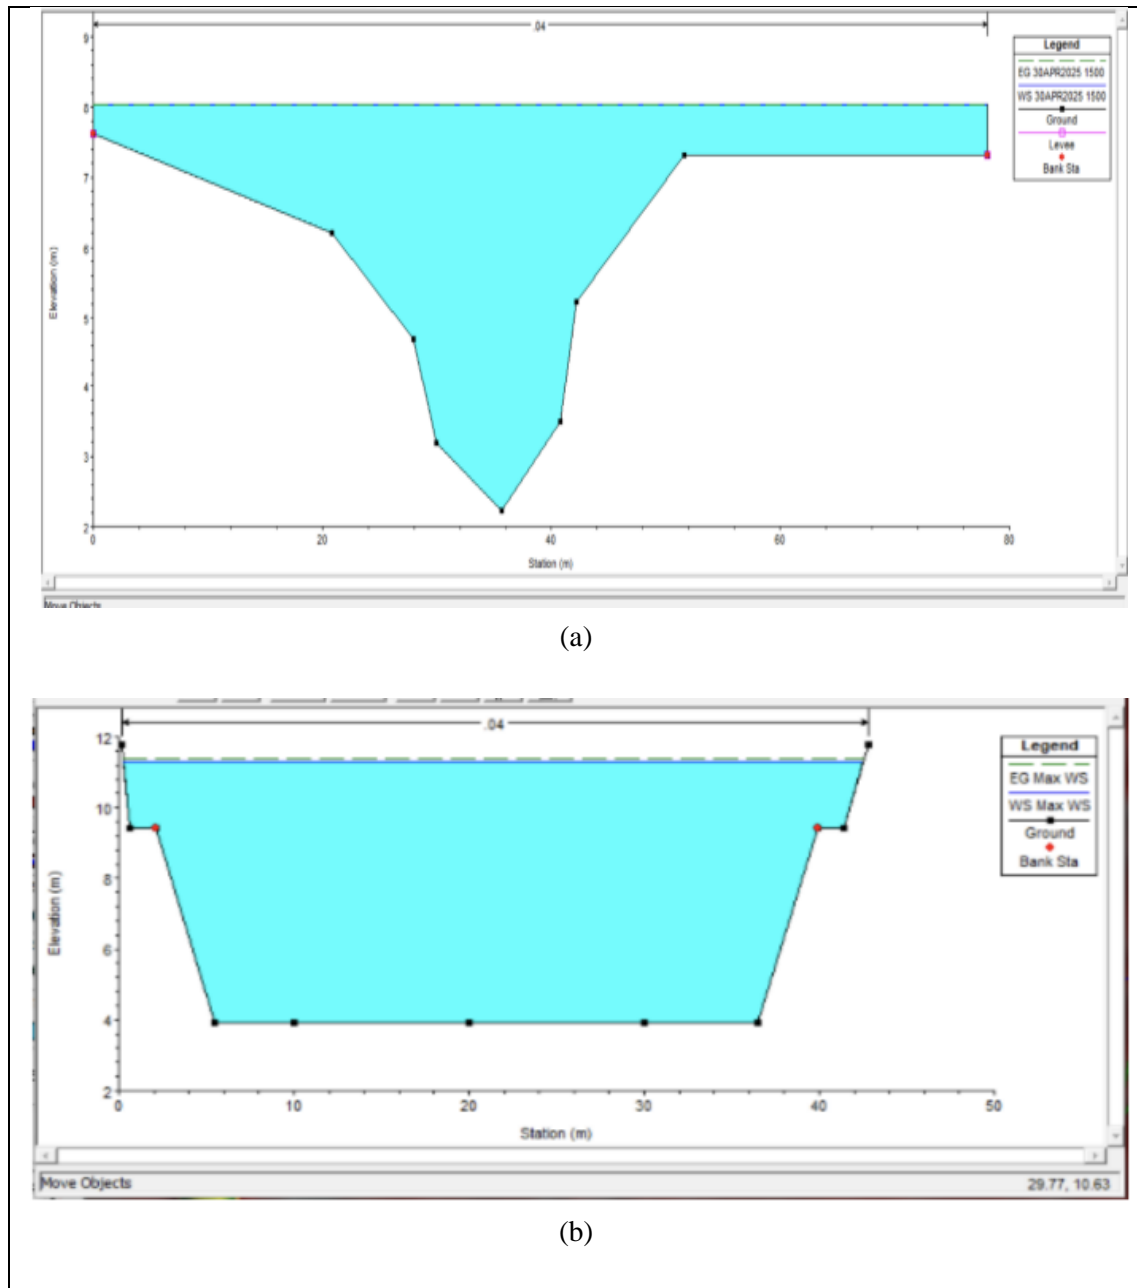 .04
Legend
EG 30APR2025 1500
WS 30APR2025 1500
Ground
Levee
Bank Sta
9
8
7
6
5
4
3
2
Elevation (m)
0 20 40 60 80
Station (m)
Move Objects
(a)
.04
Legend
EG Max WS
WS Max WS
Ground
Bank Sta
12
10
8
6
4
2
Elevation (m)
0 10 20 30 40 50
Station (m)
Move Objects 29.77, 10.63
(b)